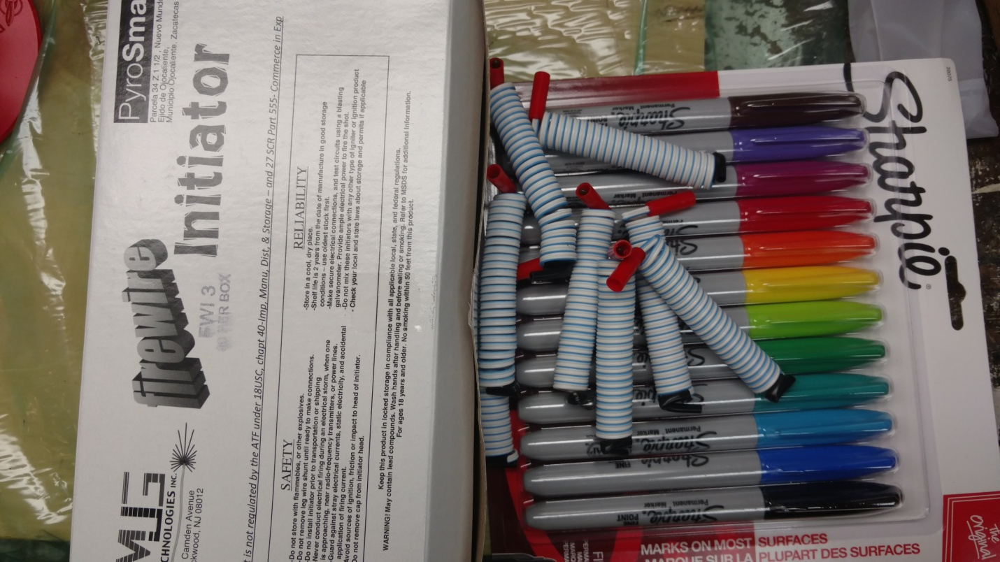 PyroSma
Parcela 34 Z 1 1/2 , Nuevo Mund
Ejido de Ojocaliente,
Municipio Ojocaliente, Zacatecas
firewire
Initiator
FWI 3
PER BOX
MJG
CHNOLOGIES INC.
Camden Avenue
ckwood, NJ 08012
t is not regulated by the ATF under 18USC, chapt 40-Imp, Manu, Dist, & Storage – and 27 SCR Part 555- Commerce in Exp
SAFETY
-Do not store with flammables, or other explosives.
-Do not remove leg wire shunt until ready to make connections.
-Do no install initiator prior to transportation or shipping
-Never conduct electrical firing during an electrical storm, when one
is approaching, near radio-frequency transmitters, or power lines.
-Guard against stray electrical currents, static electricity, and accidental
application of firing current.
Avoid sources of ignition, friction or impact to head of initiator.
Do not remove cap from initiator head.
RELIABILITY
-Store in a cool, dry place.
-Shelf life is 2 years from the date of manufacture in good storage
conditions – use oldest stock first.
-Make secure electrical connections, and test circuits using a blasting
galvanometer. Provide ample electrical power to fire the shot.
-Do not mix these initiators with any other type of igniter or ignition product
- Check your local and state laws about storage and permits if applicable
Keep this product in locked storage in compliance with all applicable local, state, and federal regulations.
WARNING! May contain lead compounds. Wash hands after handling and before eating or smoking. Refer to MSDS for additional information.
For ages 18 years and older. No smoking within 50 feet from this product.
Sharpie®
30075
Sharpie
Permanent Marker
Sharpie
Permanent Marker
FINE
Sharpie
Permanent Marker
FINE POINT
MARKS ON MOST SURFACES
MARQUE SUR LA PLUPART DES SURFACES
the original